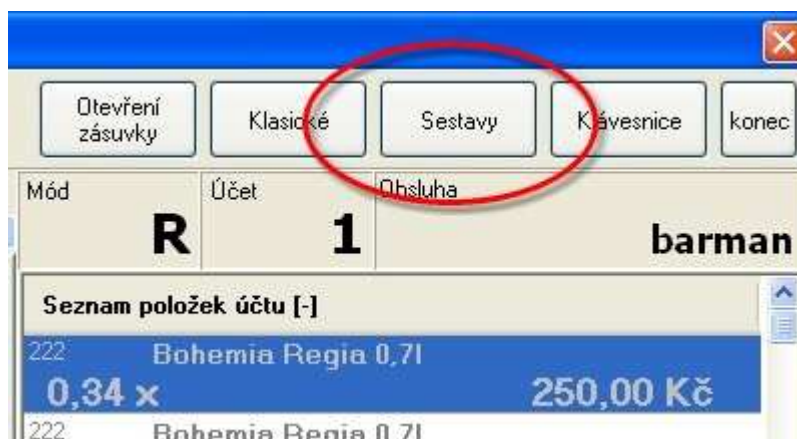 Otevření
zásuvky
Klasické
Sestavy
Klávesnice
konec
Mód
Účet
Obsluha
R
1
barman
Seznam položek účtu [-]
222 Bohemia Regia 0,7l
0,34 x 250,00 Kč
222 Bohemia Regia 0,7l